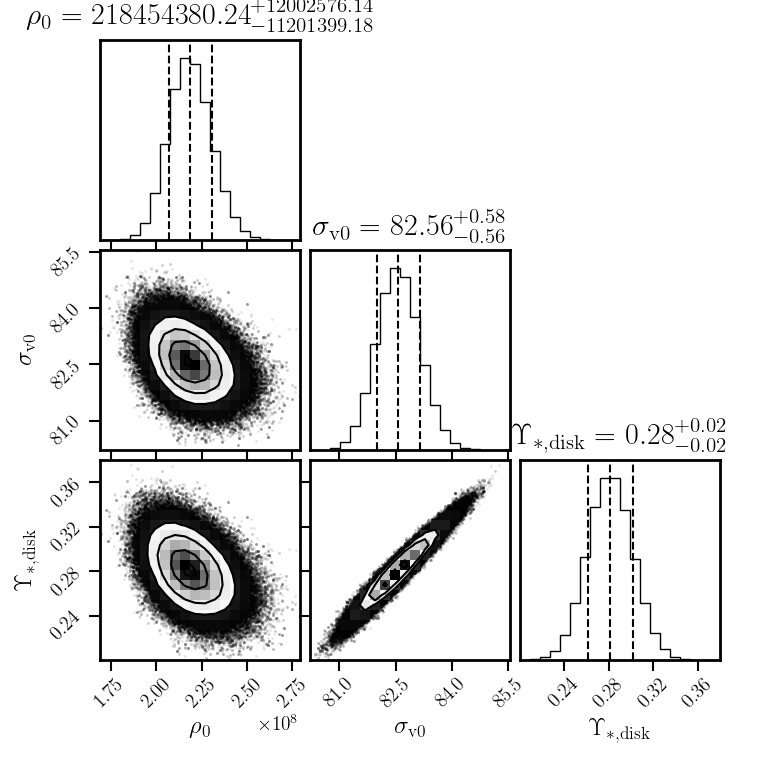 ρ₀ = 218454380.24⁺¹²⁰⁰²⁵⁷⁶·¹⁴₋₁₁₂₀₁₃₉₉.₁₈
σᵥ₀ = 82.56⁺⁰·⁵⁸₋₀.₅₆
85.5
84.0
82.5
81.0
σᵥ₀
ϒ*,disk = 0.28⁺⁰·⁰²₋₀.₀₂
0.36
0.32
0.28
0.24
ϒ*,disk
1.75 2.00 2.25 2.50 2.75 81.0 82.5 84.0 85.5 0.24 0.28 0.32 0.36
×10⁸
ρ₀ σᵥ₀ ϒ*,disk